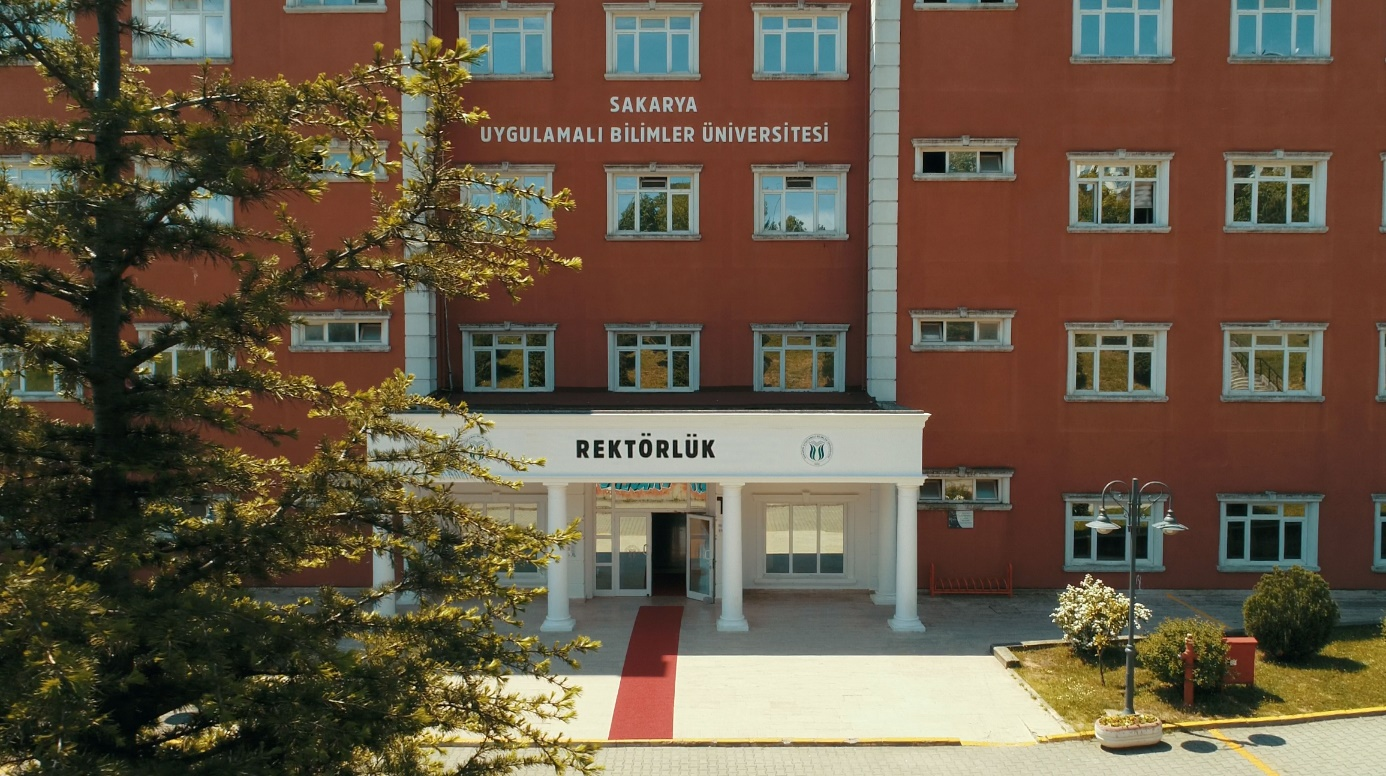 SAKARYA
UYGULAMALI BİLİMLER ÜNİVERSİTESİ
REKTÖRLÜK